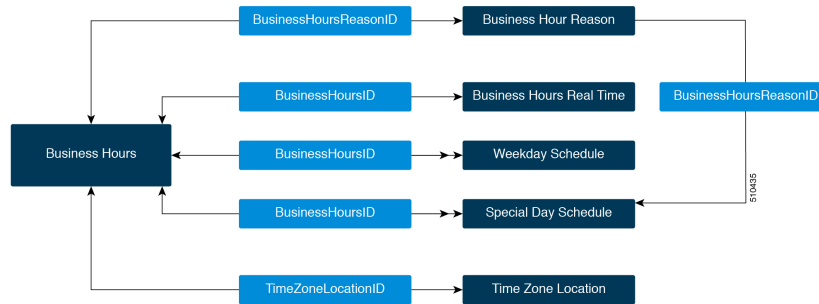 BusinessHoursReasonID
Business Hour Reason
BusinessHoursID
Business Hours Real Time
BusinessHoursReasonID
Business Hours
BusinessHoursID
Weekday Schedule
510435
BusinessHoursID
Special Day Schedule
TimeZoneLocationID
Time Zone Location